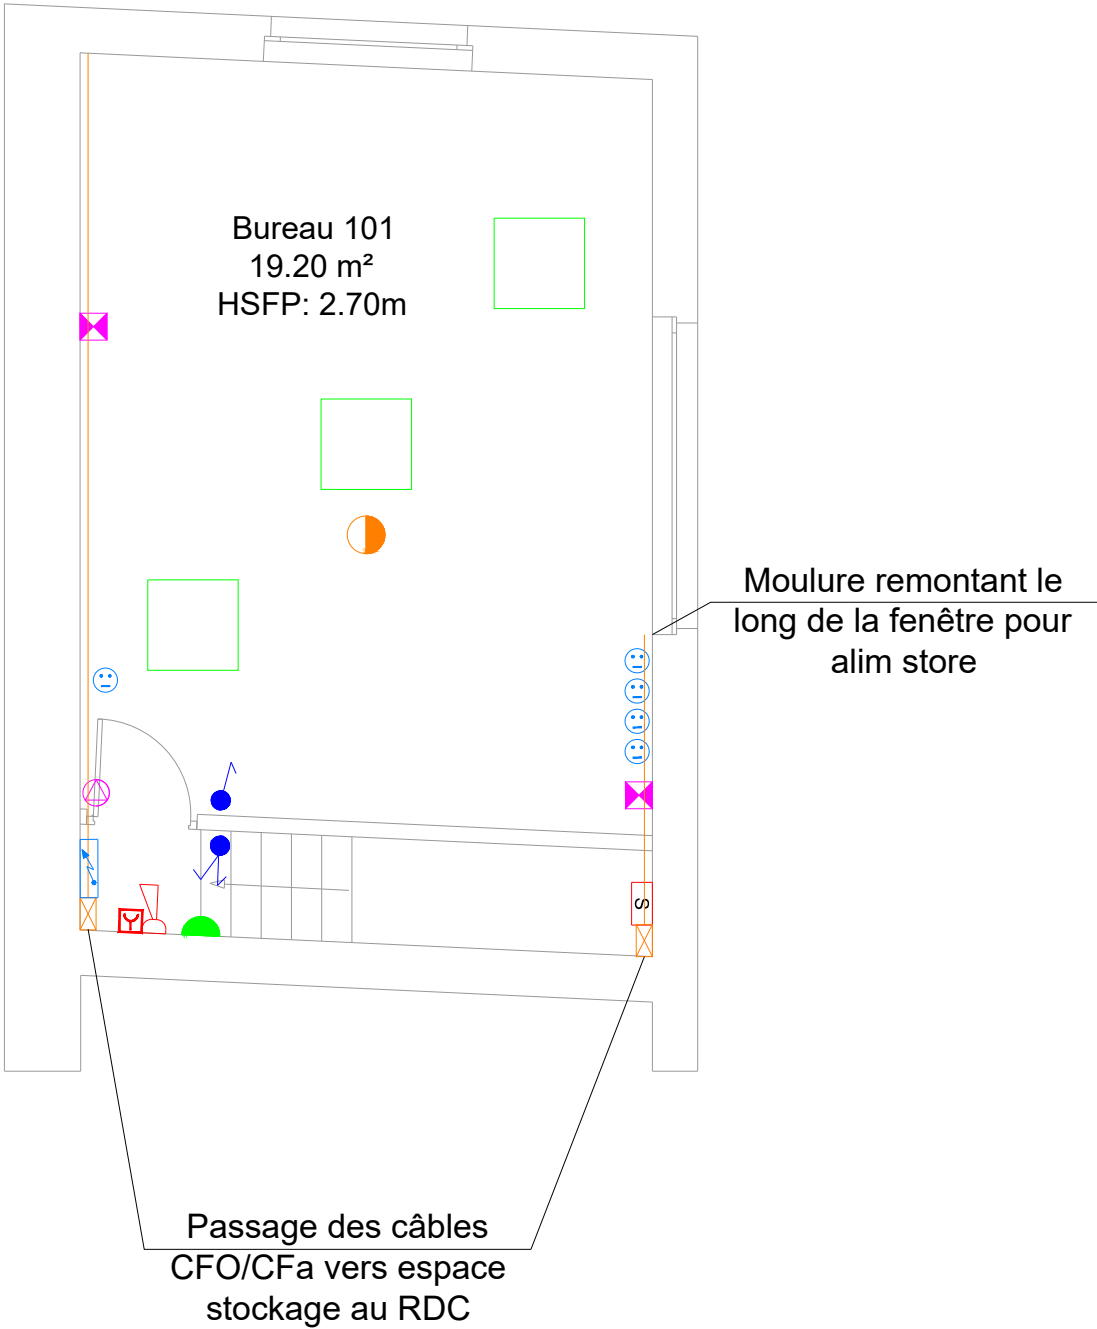 Bureau 101
19.20 m²
HSFP: 2.70m
Moulure remontant le
long de la fenêtre pour
alim store
S
Passage des câbles
CFO/CFa vers espace
stockage au RDC